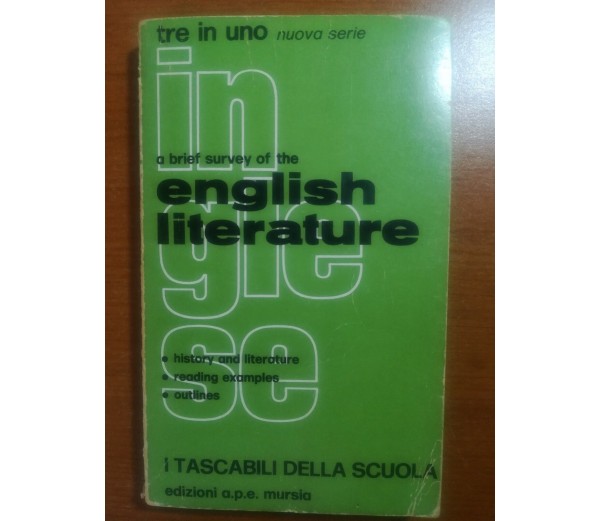 tre in uno nuova serie
in
a brief survey of the
english
literature
gle
se
• history and literature
• reading examples
• outlines
I TASCABILI DELLA SCUOLA
edizioni a.p.e. mursia